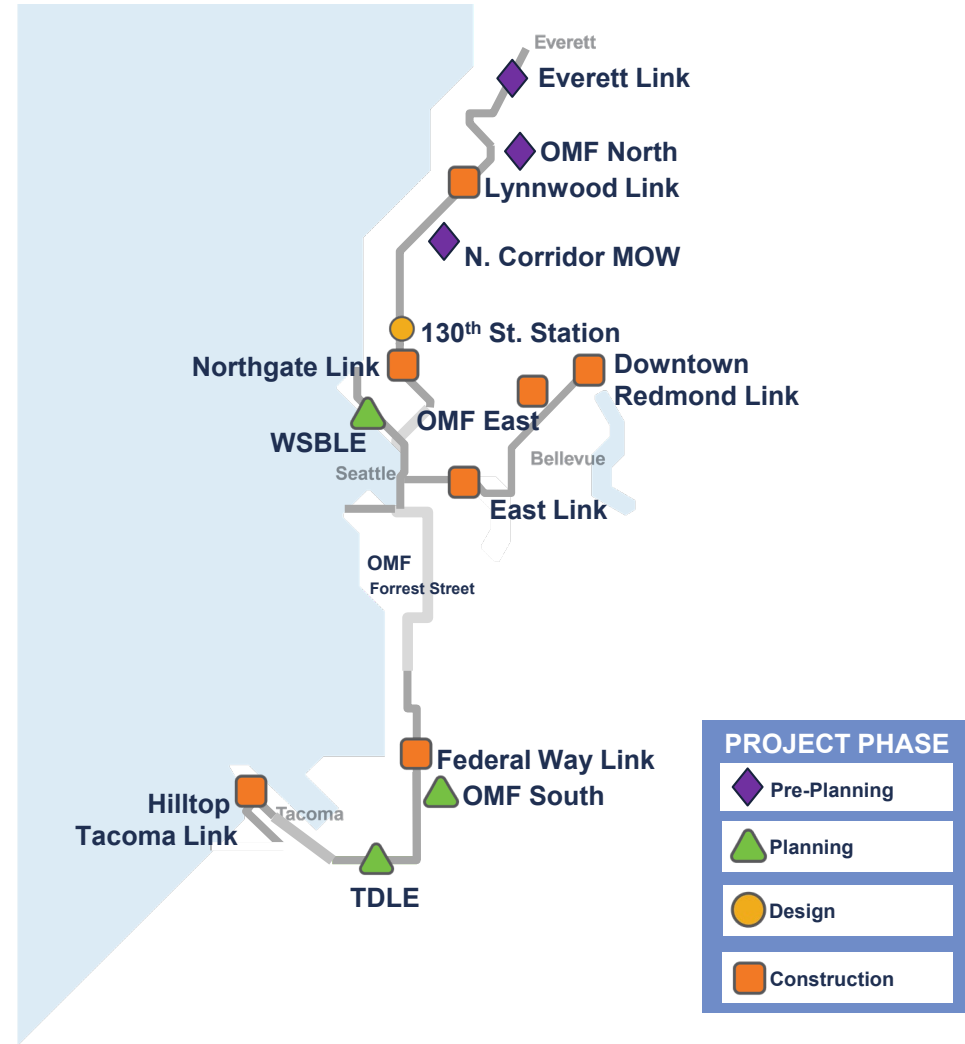 Everett
Everett Link
OMF North
Lynnwood Link
N. Corridor MOW
130th St. Station
Northgate Link
Downtown
Redmond Link
OMF East
WSBLE
Seattle
Bellevue
East Link
OMF
Forrest Street
Federal Way Link
OMF South
Hilltop
Tacoma Link
Tacoma
TDLE
PROJECT PHASE
Pre-Planning
Planning
Design
Construction